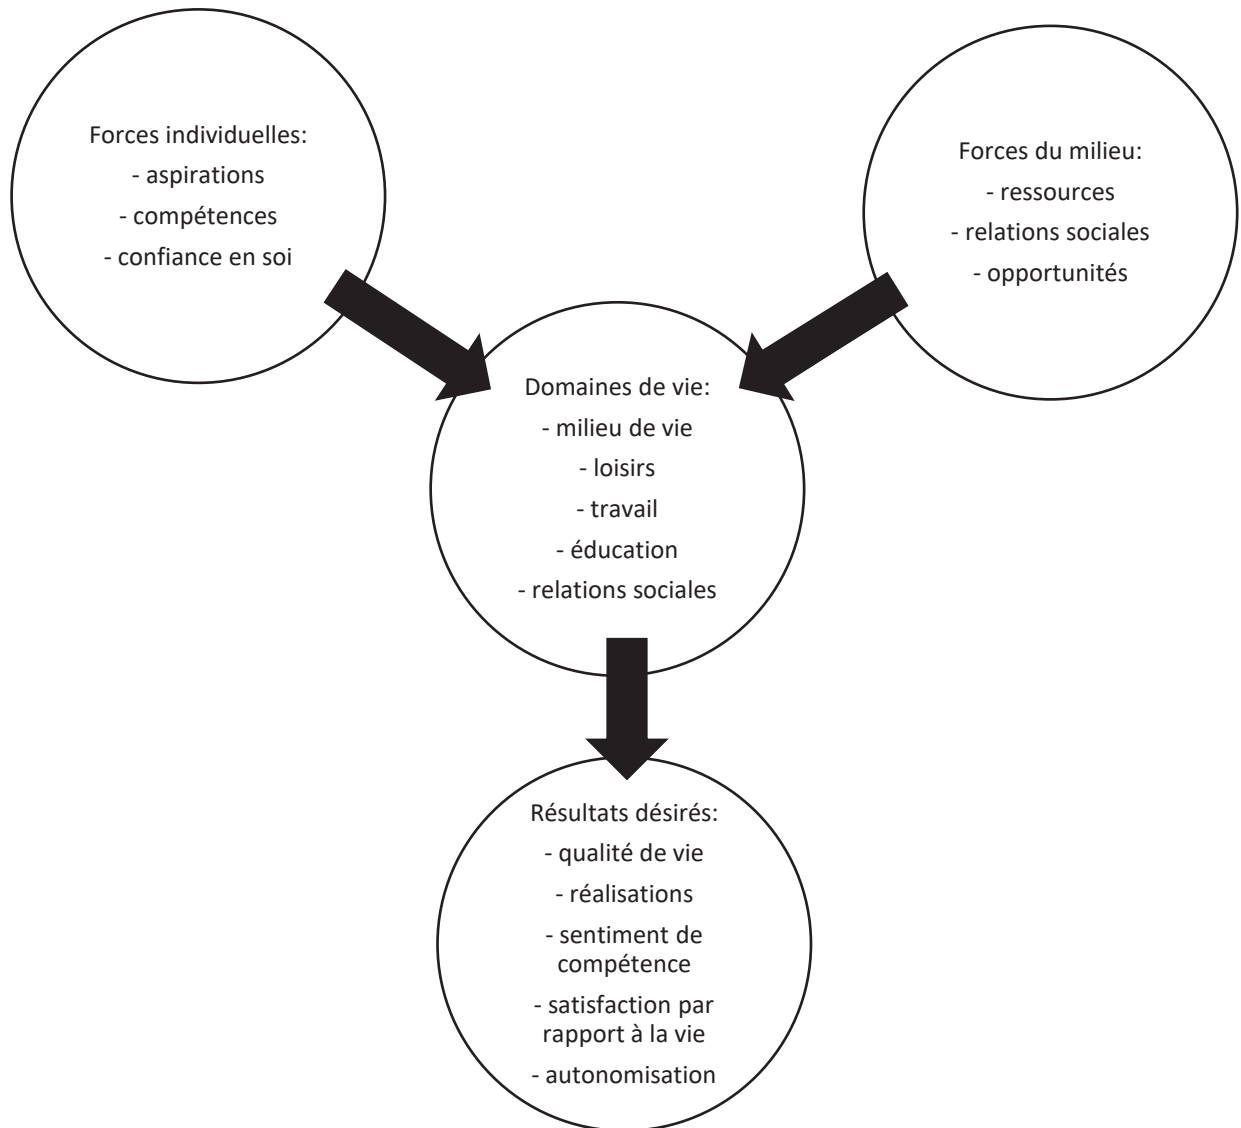 Forces individuelles:
- aspirations
- compétences
- confiance en soi
Forces du milieu:
- ressources
- relations sociales
- opportunités
Domaines de vie:
- milieu de vie
- loisirs
- travail
- éducation
- relations sociales
Résultats désirés:
- qualité de vie
- réalisations
- sentiment de
compétence
- satisfaction par
rapport à la vie
- autonomisation